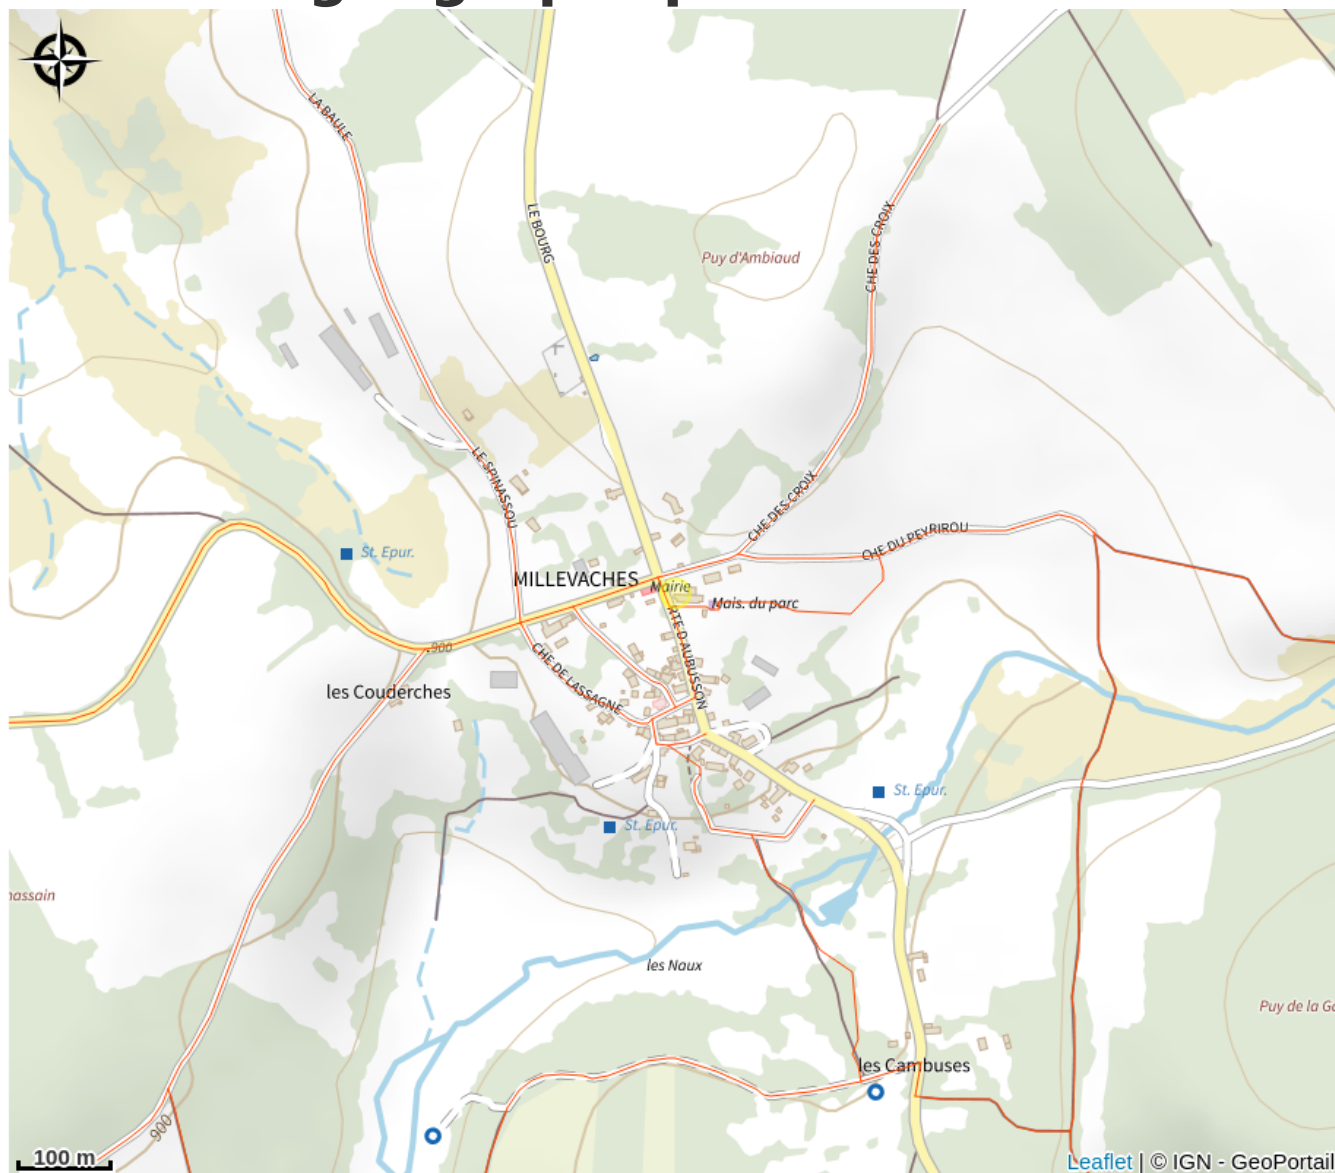 LA BAULE
LE BOURG
CHE DES CROIX
Puy d'Ambiaud
LE SPINASSOU
CHE DES CROIX
CHE DU PEYRIROU
St. Epur.
MILLEVACHES
Mairie
Mais. du parc
RTE D'AUBUSSON
900
CHE DE LASSAGNE
les Couderches
St. Epur.
St. Epur.
nassain
les Naux
Puy de la G
les Cambuses
900
100 m
Leaflet | © IGN - GeoPortail